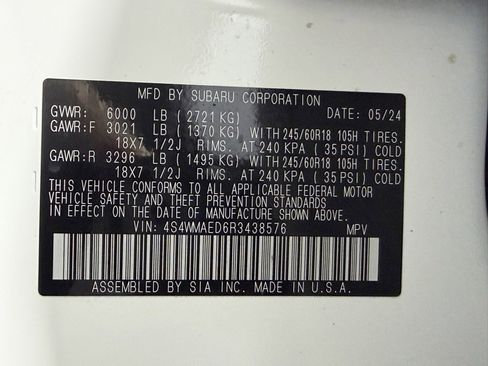 MFD BY SUBARU CORPORATION
GVWR: 6000 LB (2721 KG) DATE: 05/24
GAWR:F 3021 LB (1370 KG) WITH 245/60R18 105H TIRES,
18X7 1/2J RIMS, AT 240 KPA (35 PSI) COLD
GAWR:R 3296 LB (1495 KG) WITH 245/60R18 105H TIRES,
18X7 1/2J RIMS, AT 240 KPA (35 PSI) COLD
THIS VEHICLE CONFORMS TO ALL APPLICABLE FEDERAL MOTOR
VEHICLE SAFETY, BUMPER, AND THEFT PREVENTION STANDARDS
IN EFFECT ON THE DATE OF MANUFACTURE SHOWN ABOVE.
VIN: 4S4WMAED6R3438576 MPV
ASSEMBLED BY SIA INC. MADE IN U.S.A.